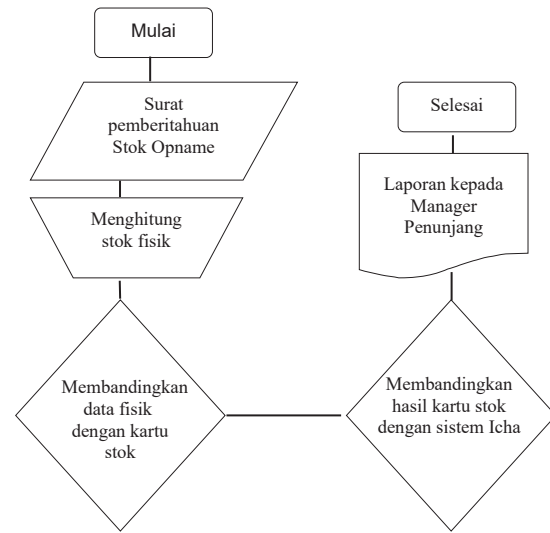 Mulai
Surat
pemberitahuan
Stok Opname
Menghitung
stok fisik
Membandingkan
data fisik
dengan kartu
stok
Membandingkan
hasil kartu stok
dengan sistem Icha
Laporan kepada
Manager
Penunjang
Selesai